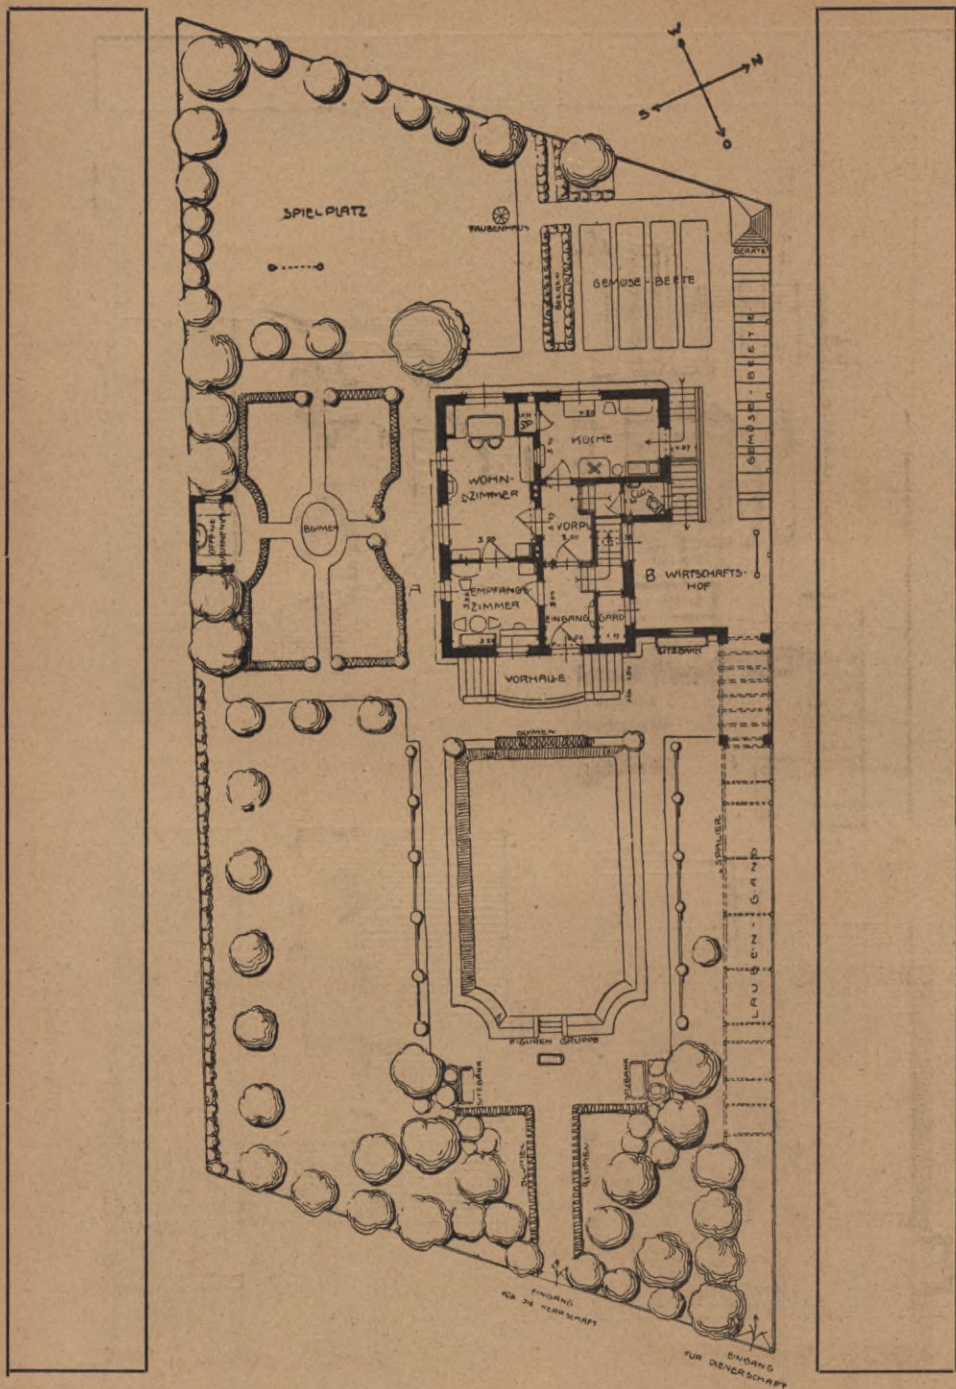 W
N
S
O
SPIELPLATZ
TAUBENHAUS
GERÄTE
BEEREN
GEMÜSE-BEETE
GEMÜSE-BEETE
SP
KÜCHE
WOHN-
ZIMMER
VORPL.
BLUMEN
A
EMPFANGS
ZIMMER
EINGANG
GARD
B WIRTSCHAFTS-
HOF
SITZBANK
VORHALLE
BLUMEN
SPALIER
LAUBEN-GANG
FIGUREN GRUPPE
SITZBANK
SITZBANK
BLUMEN
BLUMEN
EINGANG
FÜR DIE HERRSCHAFT
EINGANG
FÜR DIENERSCHAFT